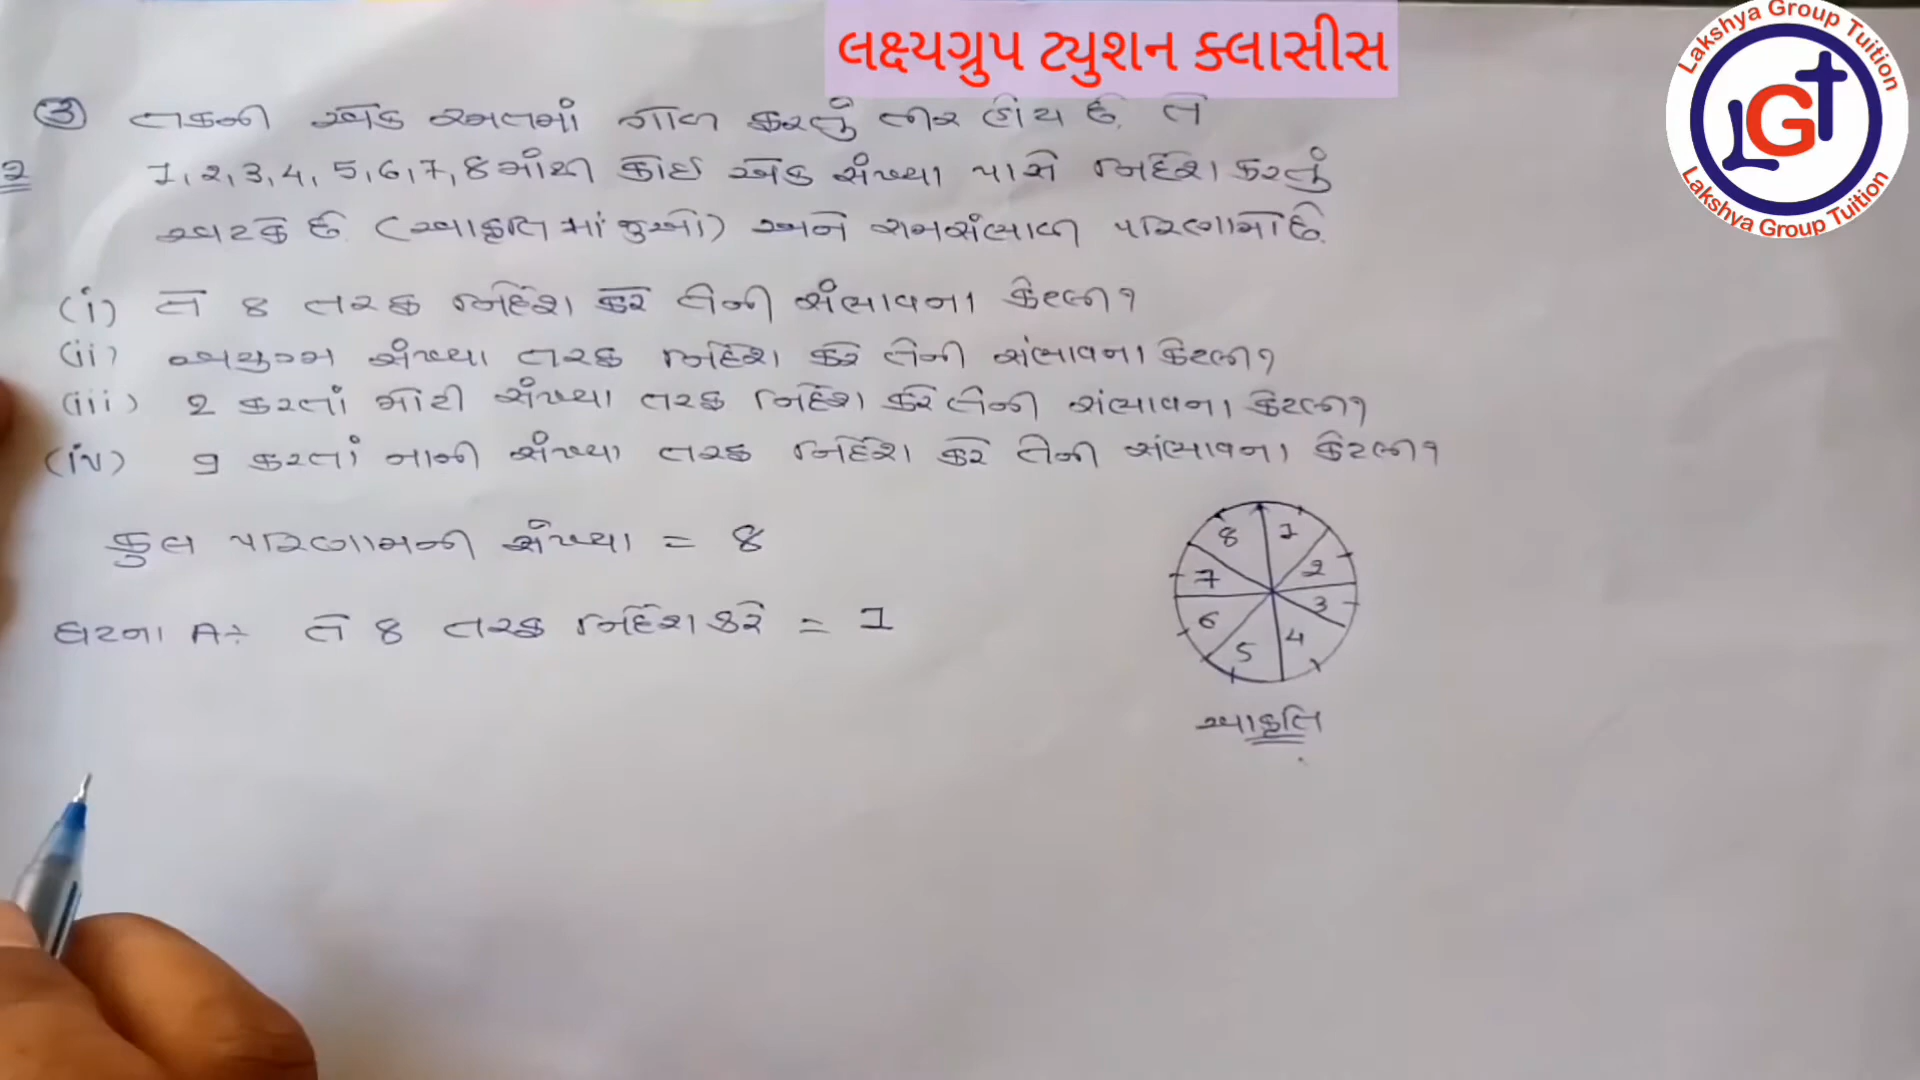 લક્ષ્યગ્રુપ ટ્યુશન ક્લાસીસ
Lakshya Group Tuition
LGt
Lakshya Group Tuition
③ તકની એક રમતમાં ગોળ ફરતું તીર હોય છે. તે
2
1, 2, 3, 4, 5, 6, 7, 8 માંથી કોઈ એક સંખ્યા પાસે નિર્દેશ કરતું
અટકે છે. (આકૃતિ માં જુઓ) અને સમસંભાવી પરિણામો છે.
(i) તે 8 તરફ નિર્દેશ કરે તેની સંભાવના કેટલી?
(ii) અયુગ્મ સંખ્યા તરફ નિર્દેશ કરે તેની સંભાવના કેટલી?
(iii) 2 કરતાં મોટી સંખ્યા તરફ નિર્દેશ કરે તેની સંભાવના કેટલી?
(iv) 9 કરતાં નાની સંખ્યા તરફ નિર્દેશ કરે તેની સંભાવના કેટલી?
કુલ પરિણામની સંખ્યા = 8
ઘટના A ÷ તે 8 તરફ નિર્દેશ કરે = 1
8 1
7 2
6 3
5 4
આકૃતિ